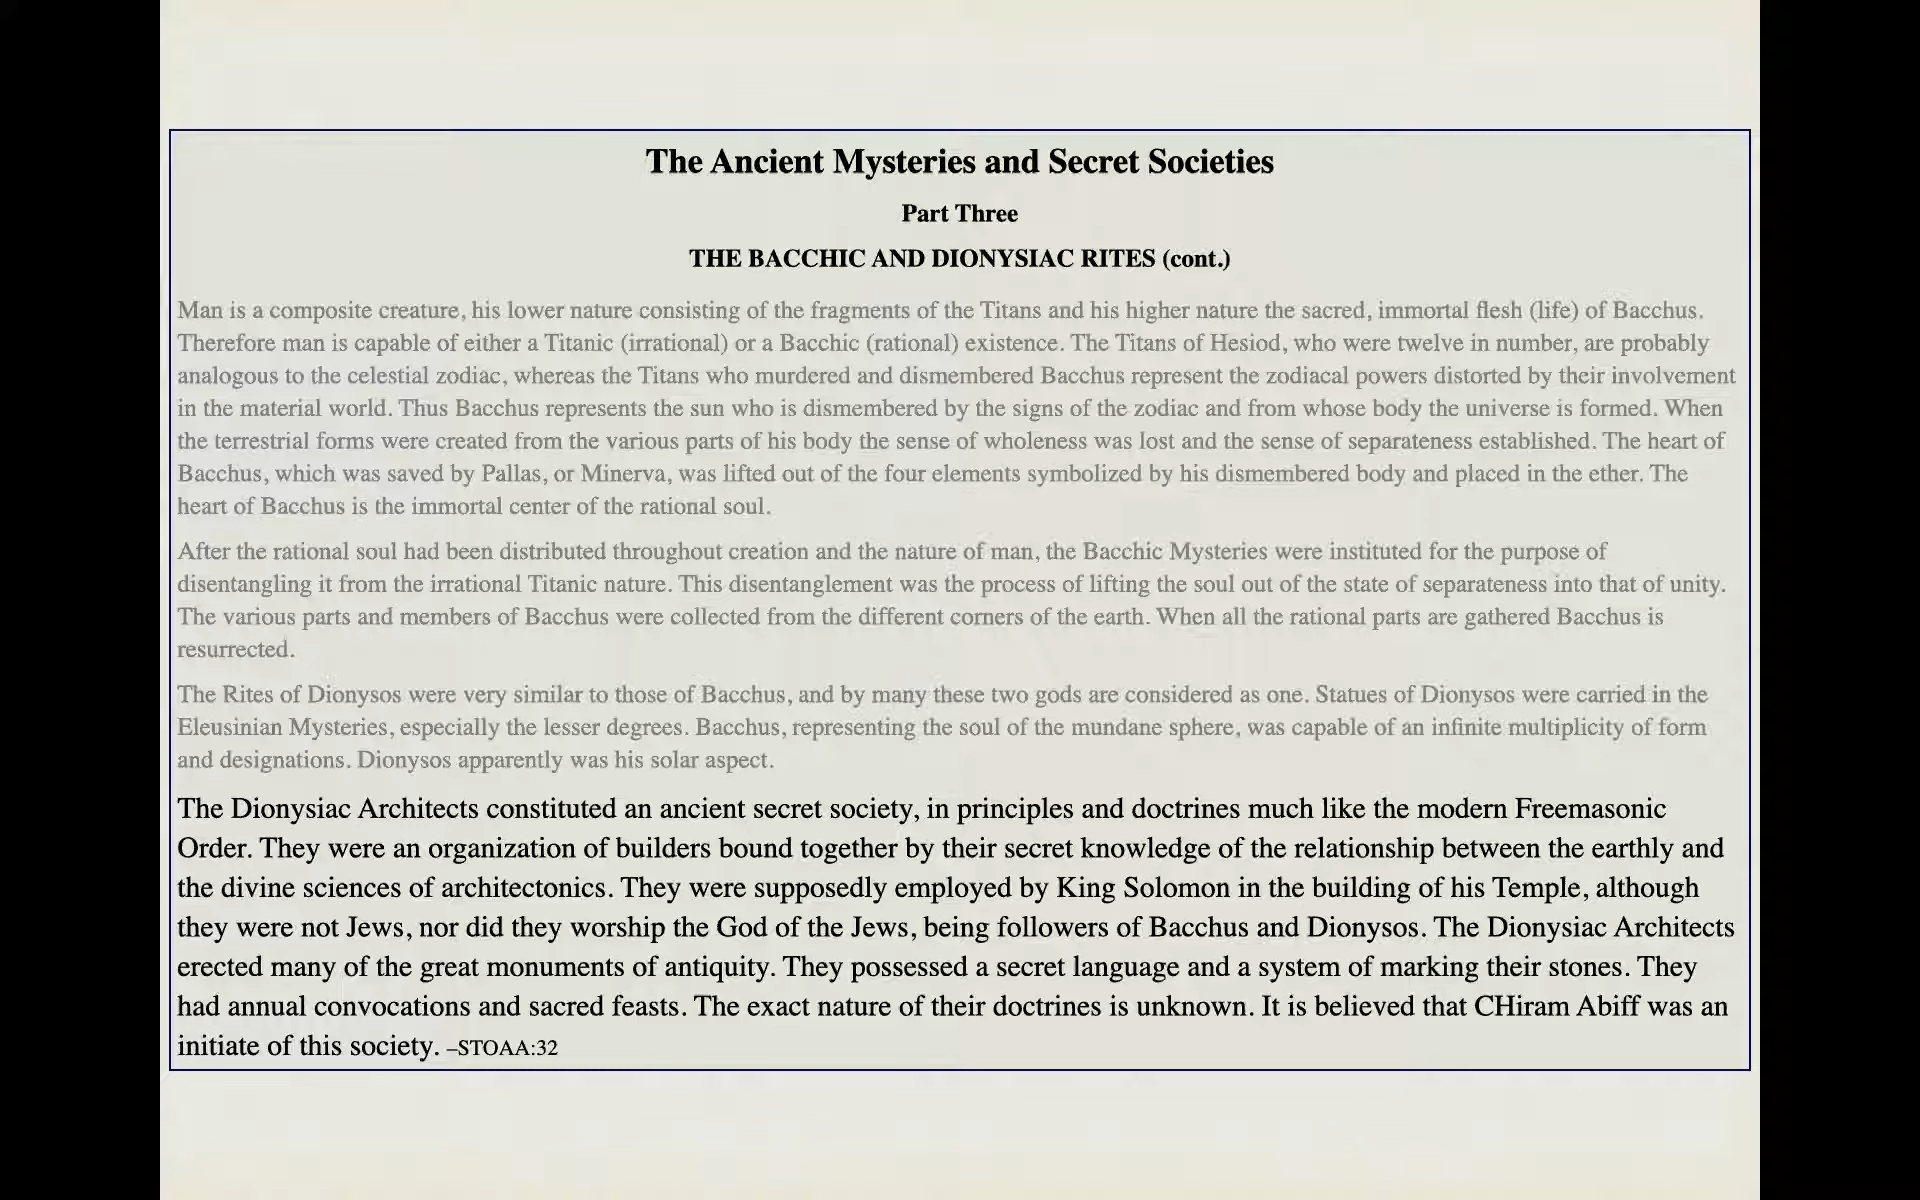 The Ancient Mysteries and Secret Societies
Part Three
THE BACCHIC AND DIONYSIAC RITES (cont.)
Man is a composite creature, his lower nature consisting of the fragments of the Titans and his higher nature the sacred, immortal flesh (life) of Bacchus.
Therefore man is capable of either a Titanic (irrational) or a Bacchic (rational) existence. The Titans of Hesiod, who were twelve in number, are probably
analogous to the celestial zodiac, whereas the Titans who murdered and dismembered Bacchus represent the zodiacal powers distorted by their involvement
in the material world. Thus Bacchus represents the sun who is dismembered by the signs of the zodiac and from whose body the universe is formed. When
the terrestrial forms were created from the various parts of his body the sense of wholeness was lost and the sense of separateness established. The heart of
Bacchus, which was saved by Pallas, or Minerva, was lifted out of the four elements symbolized by his dismembered body and placed in the ether. The
heart of Bacchus is the immortal center of the rational soul.
After the rational soul had been distributed throughout creation and the nature of man, the Bacchic Mysteries were instituted for the purpose of
disentangling it from the irrational Titanic nature. This disentanglement was the process of lifting the soul out of the state of separateness into that of unity.
The various parts and members of Bacchus were collected from the different corners of the earth. When all the rational parts are gathered Bacchus is
resurrected.
The Rites of Dionysos were very similar to those of Bacchus, and by many these two gods are considered as one. Statues of Dionysos were carried in the
Eleusinian Mysteries, especially the lesser degrees. Bacchus, representing the soul of the mundane sphere, was capable of an infinite multiplicity of form
and designations. Dionysos apparently was his solar aspect.
The Dionysiac Architects constituted an ancient secret society, in principles and doctrines much like the modern Freemasonic
Order. They were an organization of builders bound together by their secret knowledge of the relationship between the earthly and
the divine sciences of architectonics. They were supposedly employed by King Solomon in the building of his Temple, although
they were not Jews, nor did they worship the God of the Jews, being followers of Bacchus and Dionysos. The Dionysiac Architects
erected many of the great monuments of antiquity. They possessed a secret language and a system of marking their stones. They
had annual convocations and sacred feasts. The exact nature of their doctrines is unknown. It is believed that CHiram Abiff was an
initiate of this society. –STOAA:32